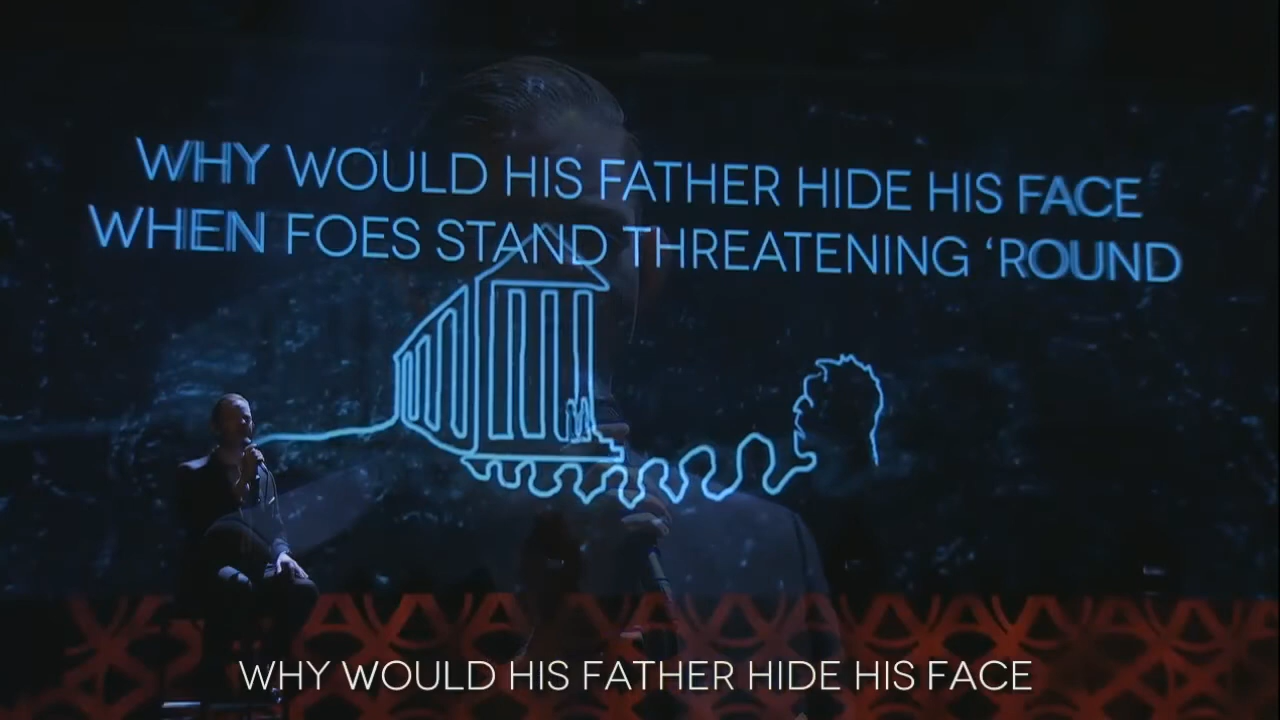 WHY WOULD HIS FATHER HIDE HIS FACE
WHEN FOES STAND THREATENING ‘ROUND
WHY WOULD HIS FATHER HIDE HIS FACE